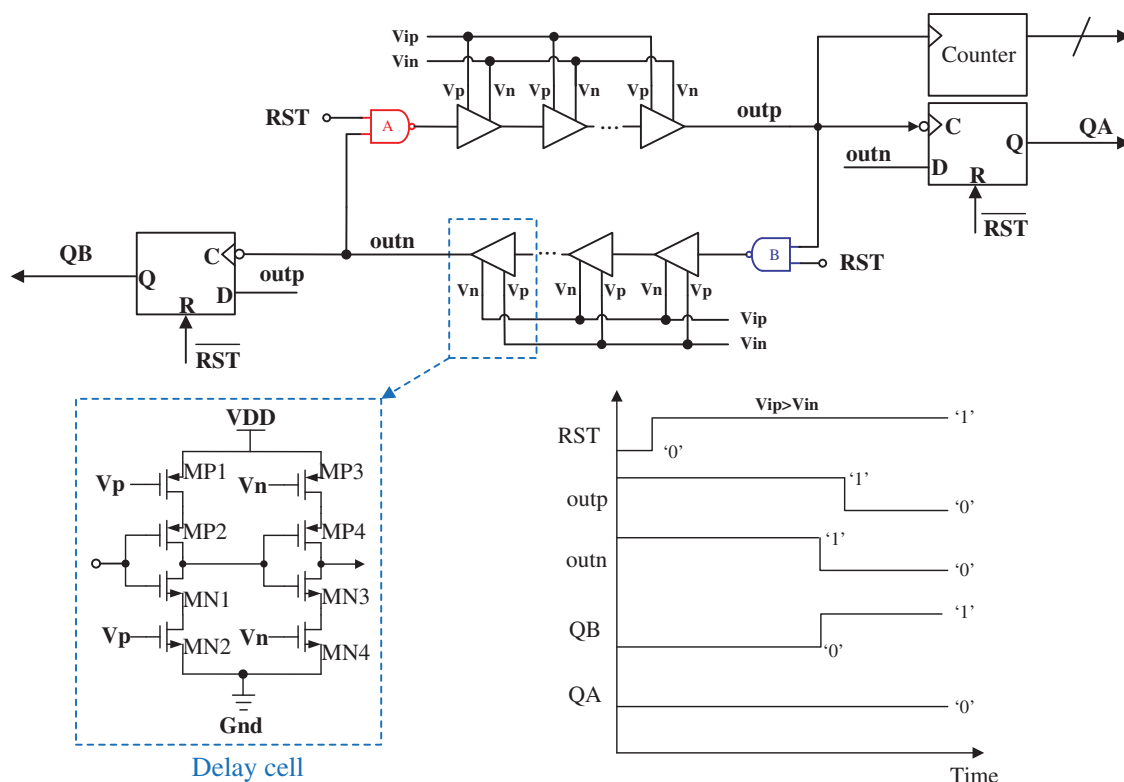 Vip
Vin
Vp
Vn
Vp
Vn
Vp
Vn
Counter
RST
A
...
outp
C
Q
QA
outn
D
R
RST
QB
Q
C
D
R
outp
RST
outn
...
B
RST
Vn
Vp
Vn
Vp
Vn
Vp
Vip
Vin
VDD
Vp
MP1
Vn
MP3
MP2
MP4
MN1
MN3
Vp
MN2
Vn
MN4
Gnd
Delay cell
Vip>Vin
RST
'0'
'1'
outp
'1'
'0'
outn
'1'
'0'
QB
'0'
'1'
QA
'0'
Time